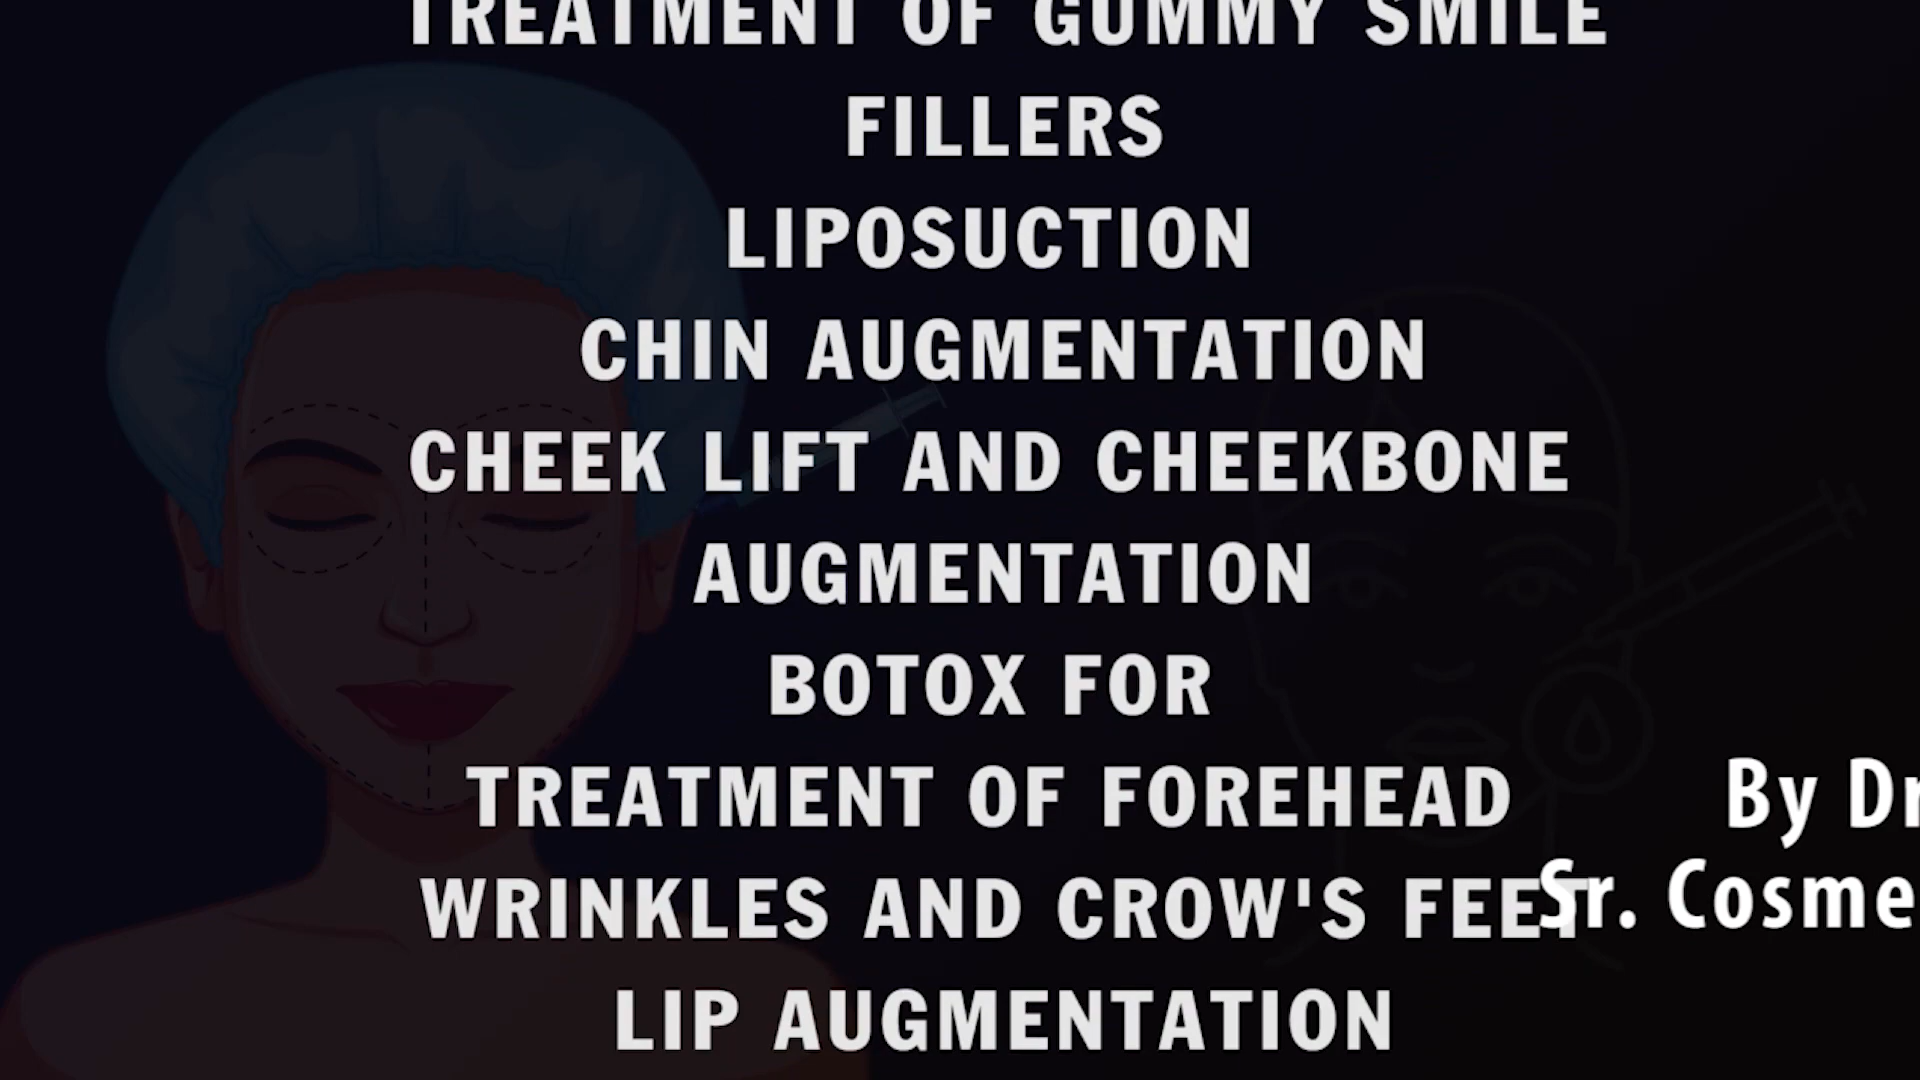 TREATMENT OF GUMMY SMILE
FILLERS
LIPOSUCTION
CHIN AUGMENTATION
CHEEK LIFT AND CHEEKBONE
AUGMENTATION
BOTOX FOR
TREATMENT OF FOREHEAD
WRINKLES AND CROW'S FEET
LIP AUGMENTATION
By Dr
Sr. Cosme